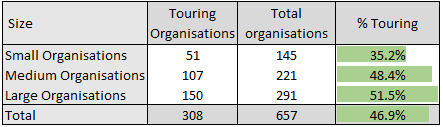 Size Touring Organisations Total organisations % Touring
Small Organisations 51 145 35.2%
Medium Organisations 107 221 48.4%
Large Organisations 150 291 51.5%
Total 308 657 46.9%